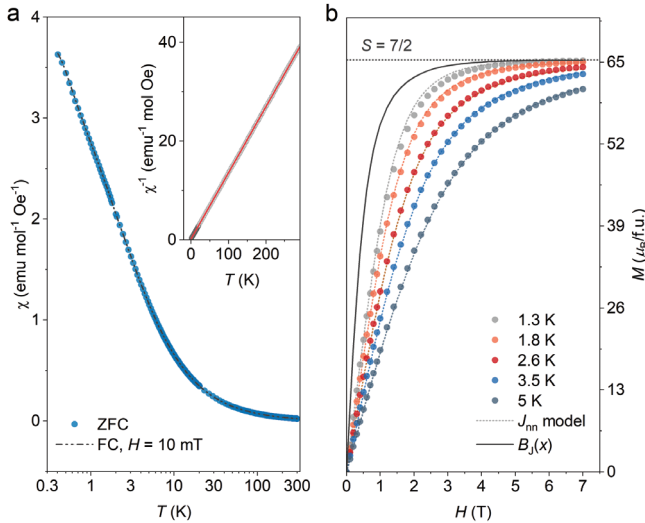 a
χ (emu mol⁻¹ Oe⁻¹)
4
3
2
1
0
0.3
1
3
10
30
100
300
T (K)
ZFC
FC, H = 10 mT
χ⁻¹ (emu⁻¹ mol Oe)
40
20
0
0
100
200
T (K)
b
S = 7/2
65
52
39
26
13
0
M (μB/f.u.)
1.3 K
1.8 K
2.6 K
3.5 K
5 K
Jnn model
BJ(x)
0
1
2
3
4
5
6
7
H (T)